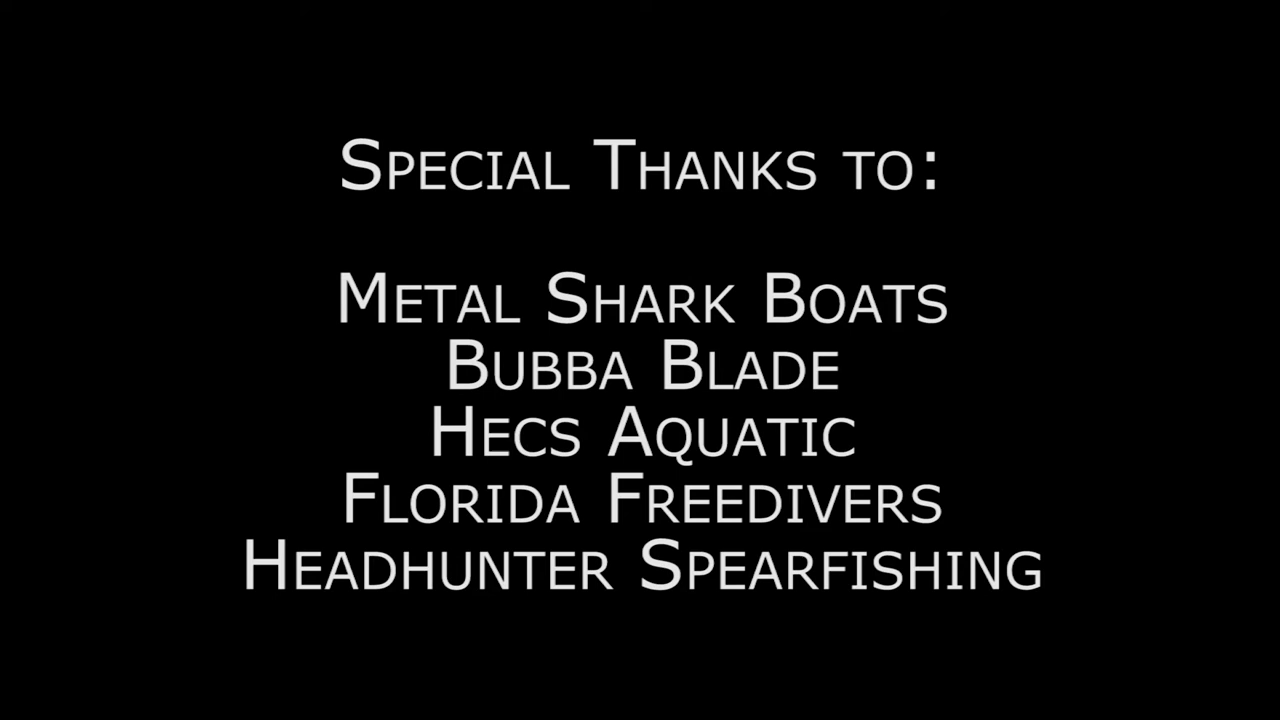 Special Thanks to:
Metal Shark Boats
Bubba Blade
Hecs Aquatic
Florida Freedivers
Headhunter Spearfishing